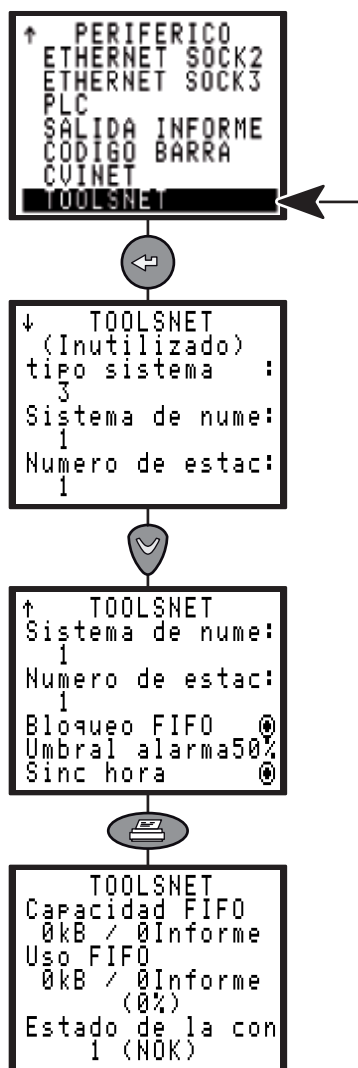 ↑ PERIFERICO
ETHERNET SOCK2
ETHERNET SOCK3
PLC
SALIDA INFORME
CODIGO BARRA
CVINET
TOOLSNET
↓ TOOLSNET
(Inutilizado)
tipo sistema :
3
Sistema de nume:
1
Numero de estac:
1
↑ TOOLSNET
Sistema de nume:
1
Numero de estac:
1
Bloqueo FIFO
Umbral alarma50%
Sinc hora
TOOLSNET
Capacidad FIFO
0kB / 0Informe
Uso FIFO
0kB / 0Informe
(0%)
Estado de la con
1 (NOK)